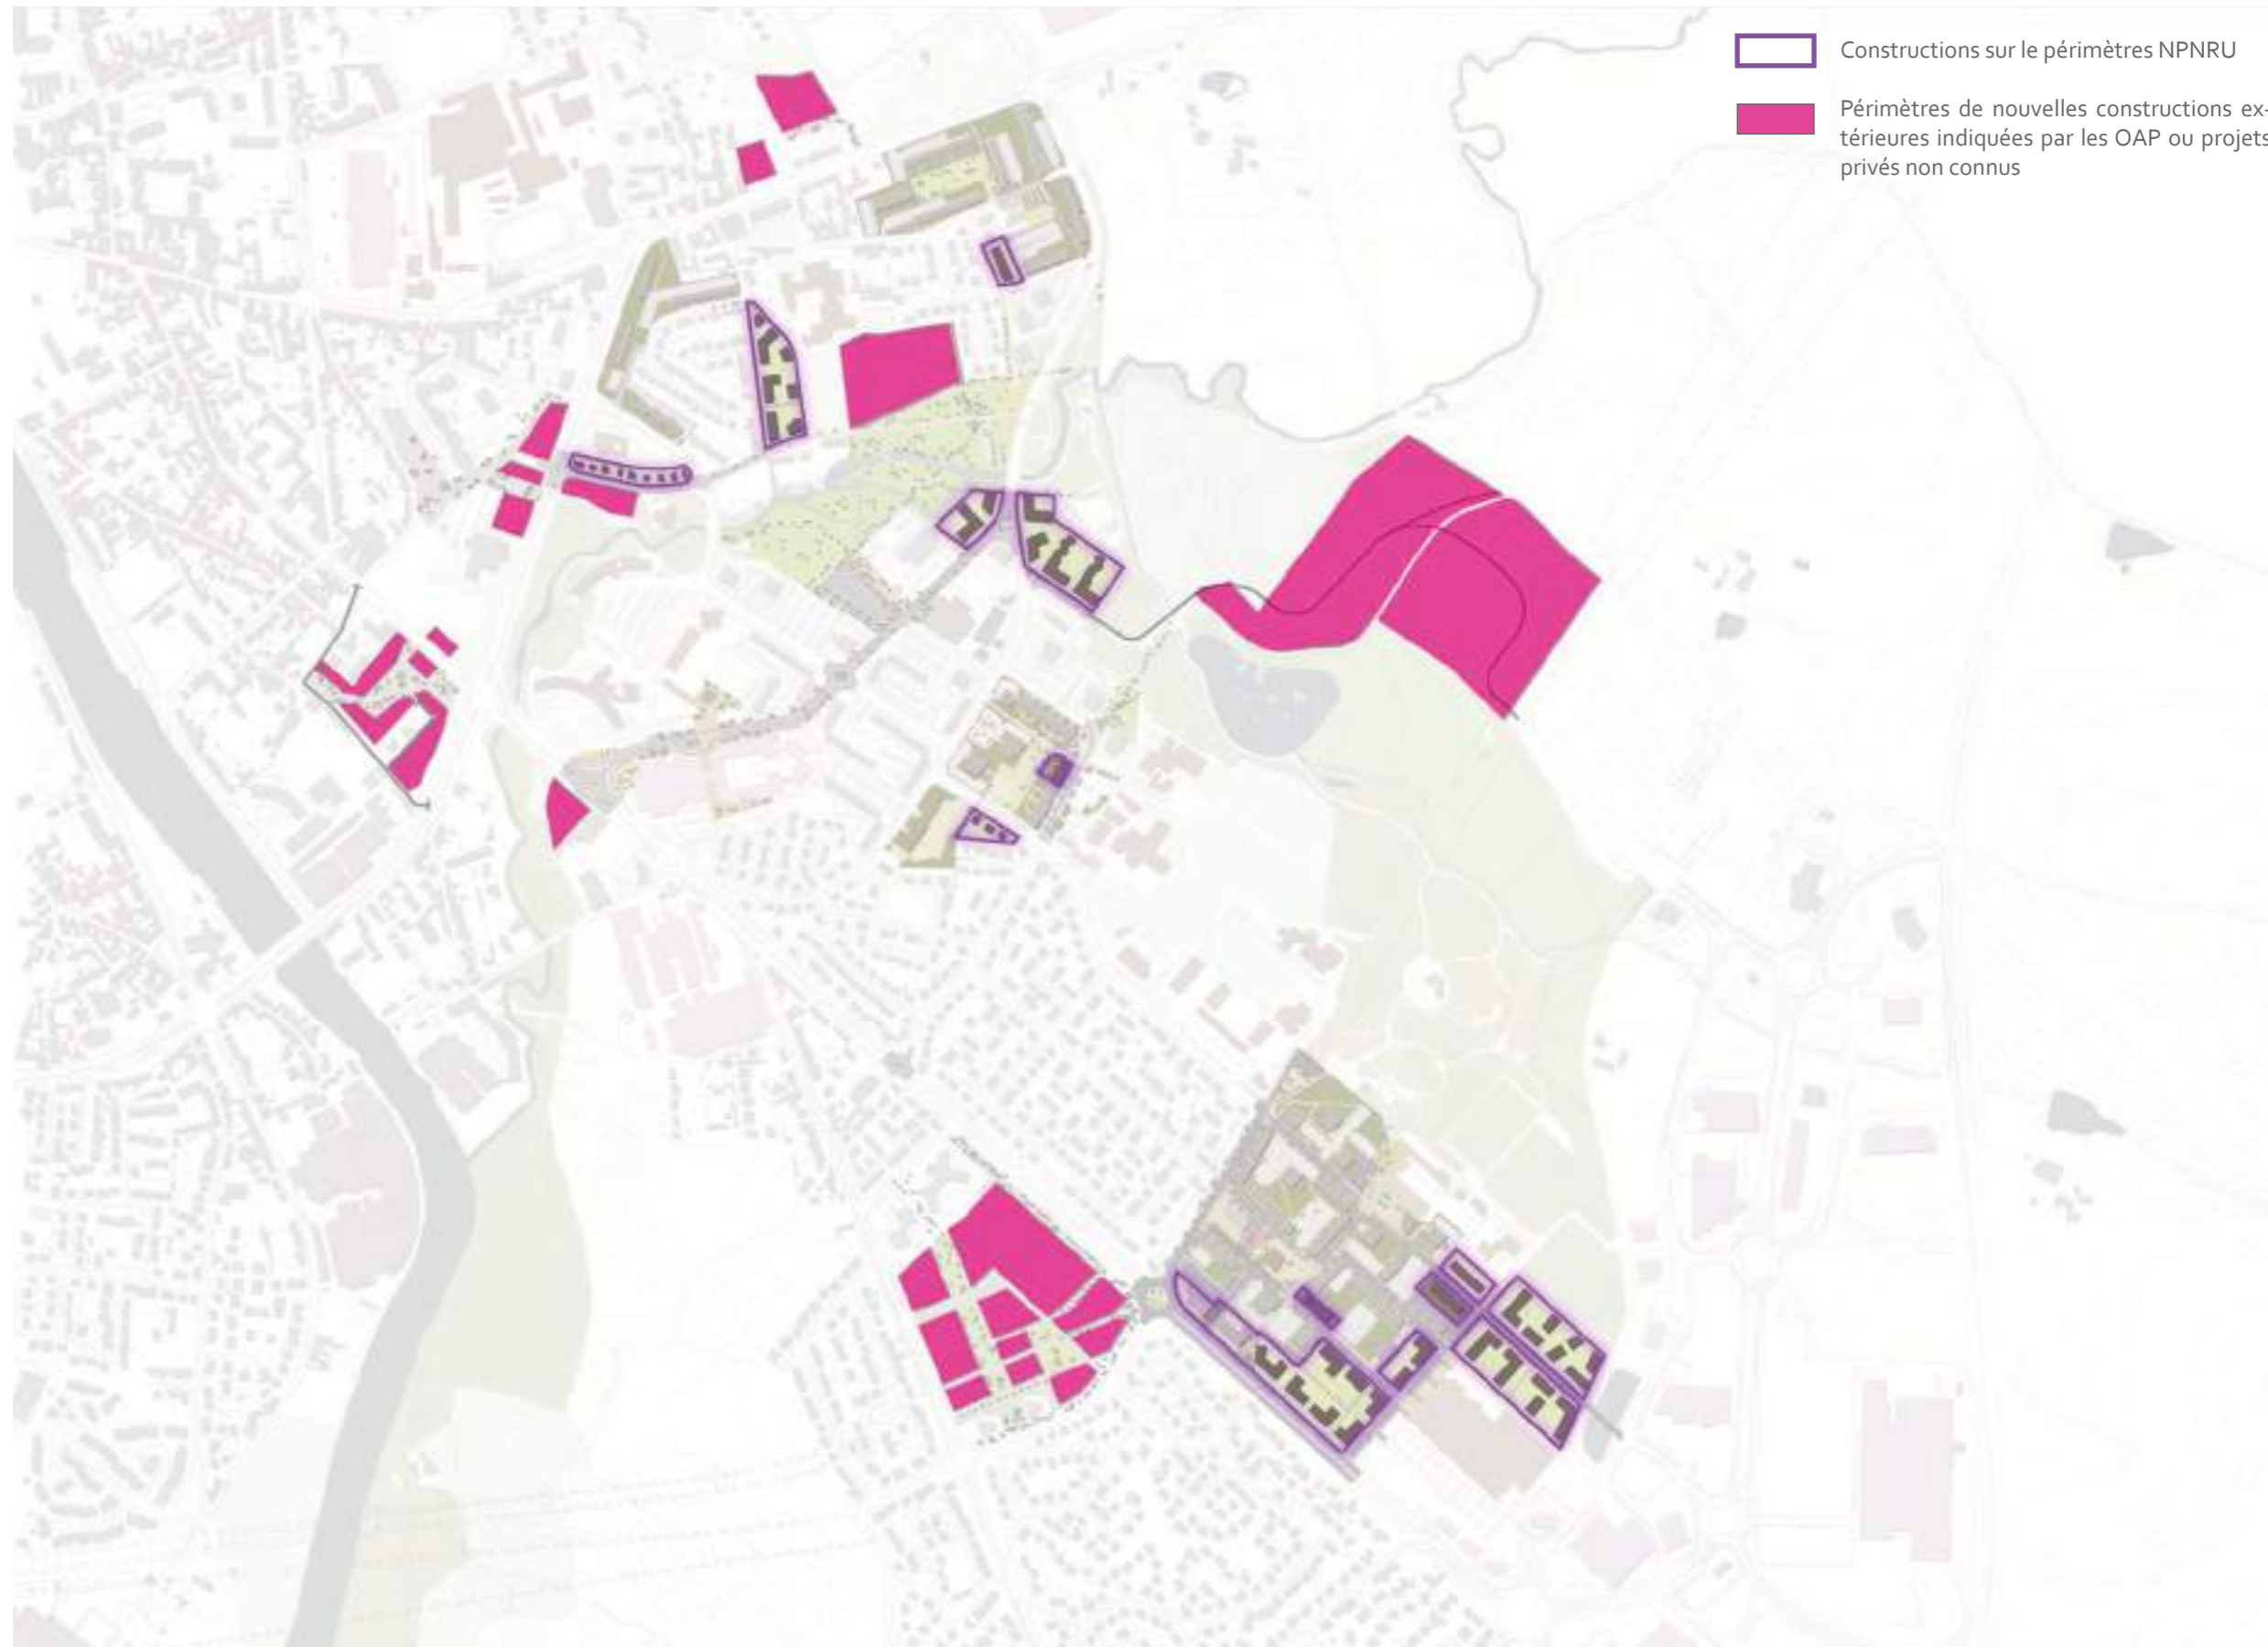 Constructions sur le périmètres NPNRU
Périmètres de nouvelles constructions ex-
térieures indiquées par les OAP ou projets
privés non connus